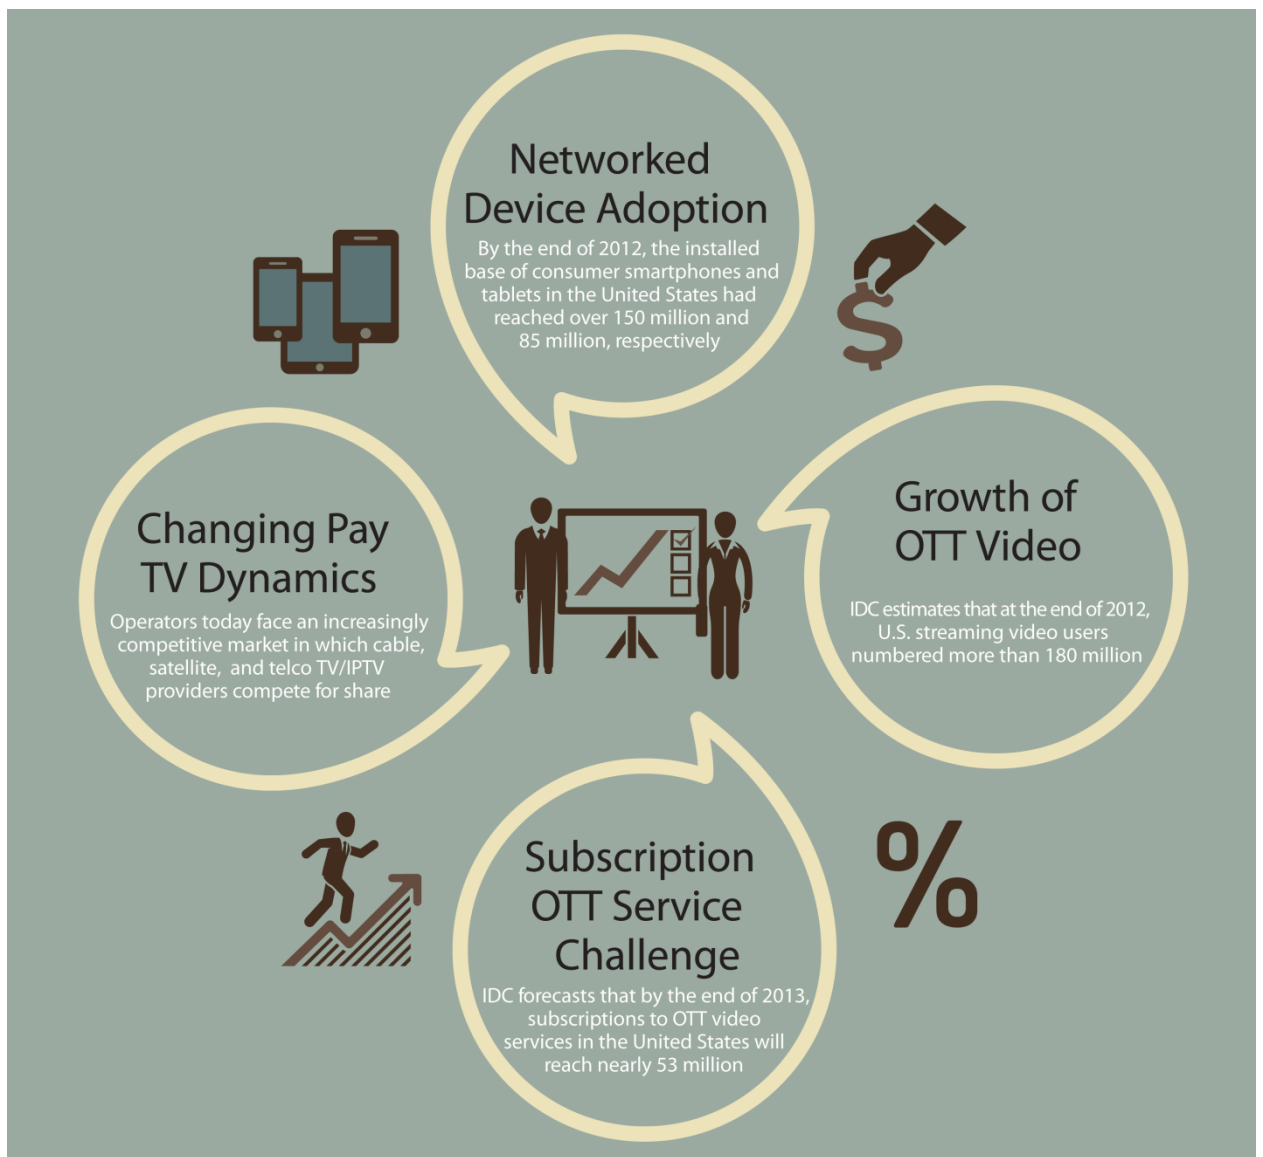 Networked
Device Adoption
By the end of 2012, the installed
base of consumer smartphones and
tablets in the United States had
reached over 150 million and
85 million, respectively
$
Growth of
OTT Video
IDC estimates that at the end of 2012,
U.S. streaming video users
numbered more than 180 million
Changing Pay
TV Dynamics
Operators today face an increasingly
competitive market in which cable,
satellite, and telco TV/IPTV
providers compete for share
Subscription
OTT Service
Challenge
IDC forecasts that by the end of 2013,
subscriptions to OTT video
services in the United States will
reach nearly 53 million
%